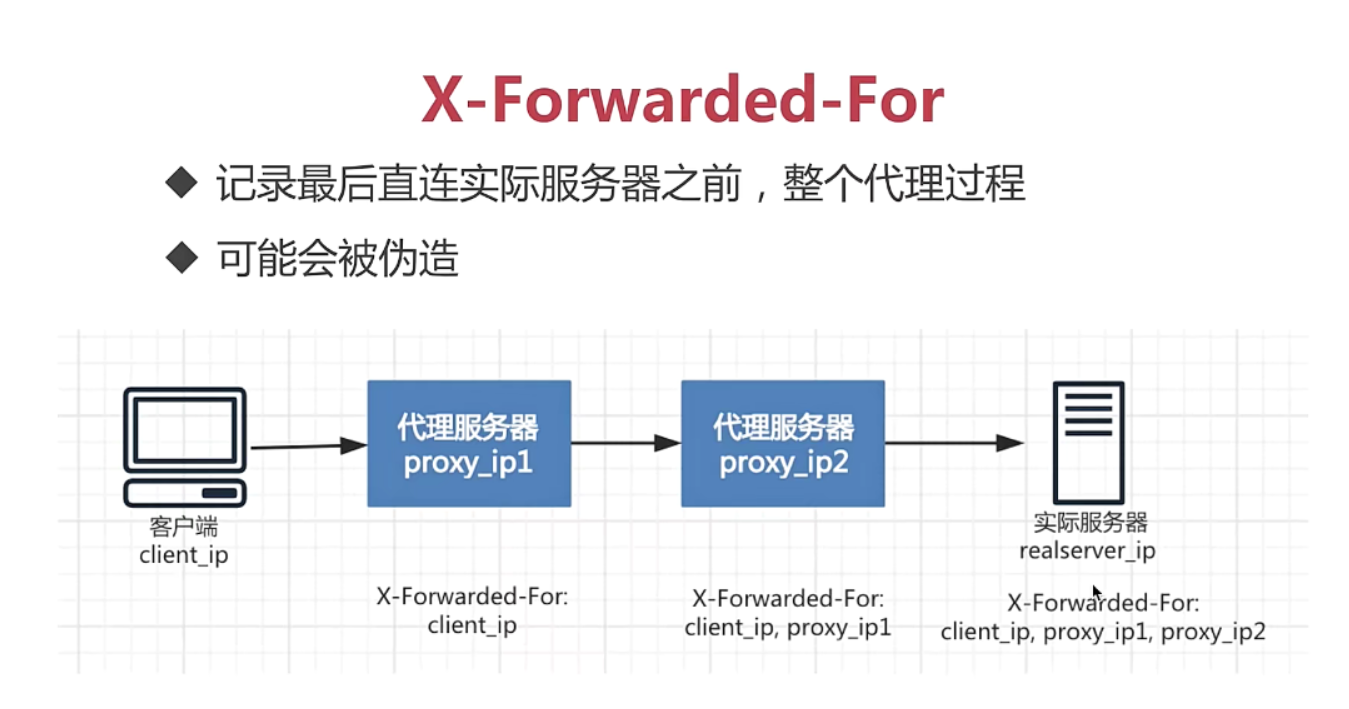 X-Forwarded-For
记录最后直连实际服务器之前，整个代理过程
可能会被伪造
代理服务器
proxy_ip1
代理服务器
proxy_ip2
客户端
client_ip
实际服务器
realserver_ip
X-Forwarded-For:
client_ip
X-Forwarded-For:
client_ip, proxy_ip1
X-Forwarded-For:
client_ip, proxy_ip1, proxy_ip2